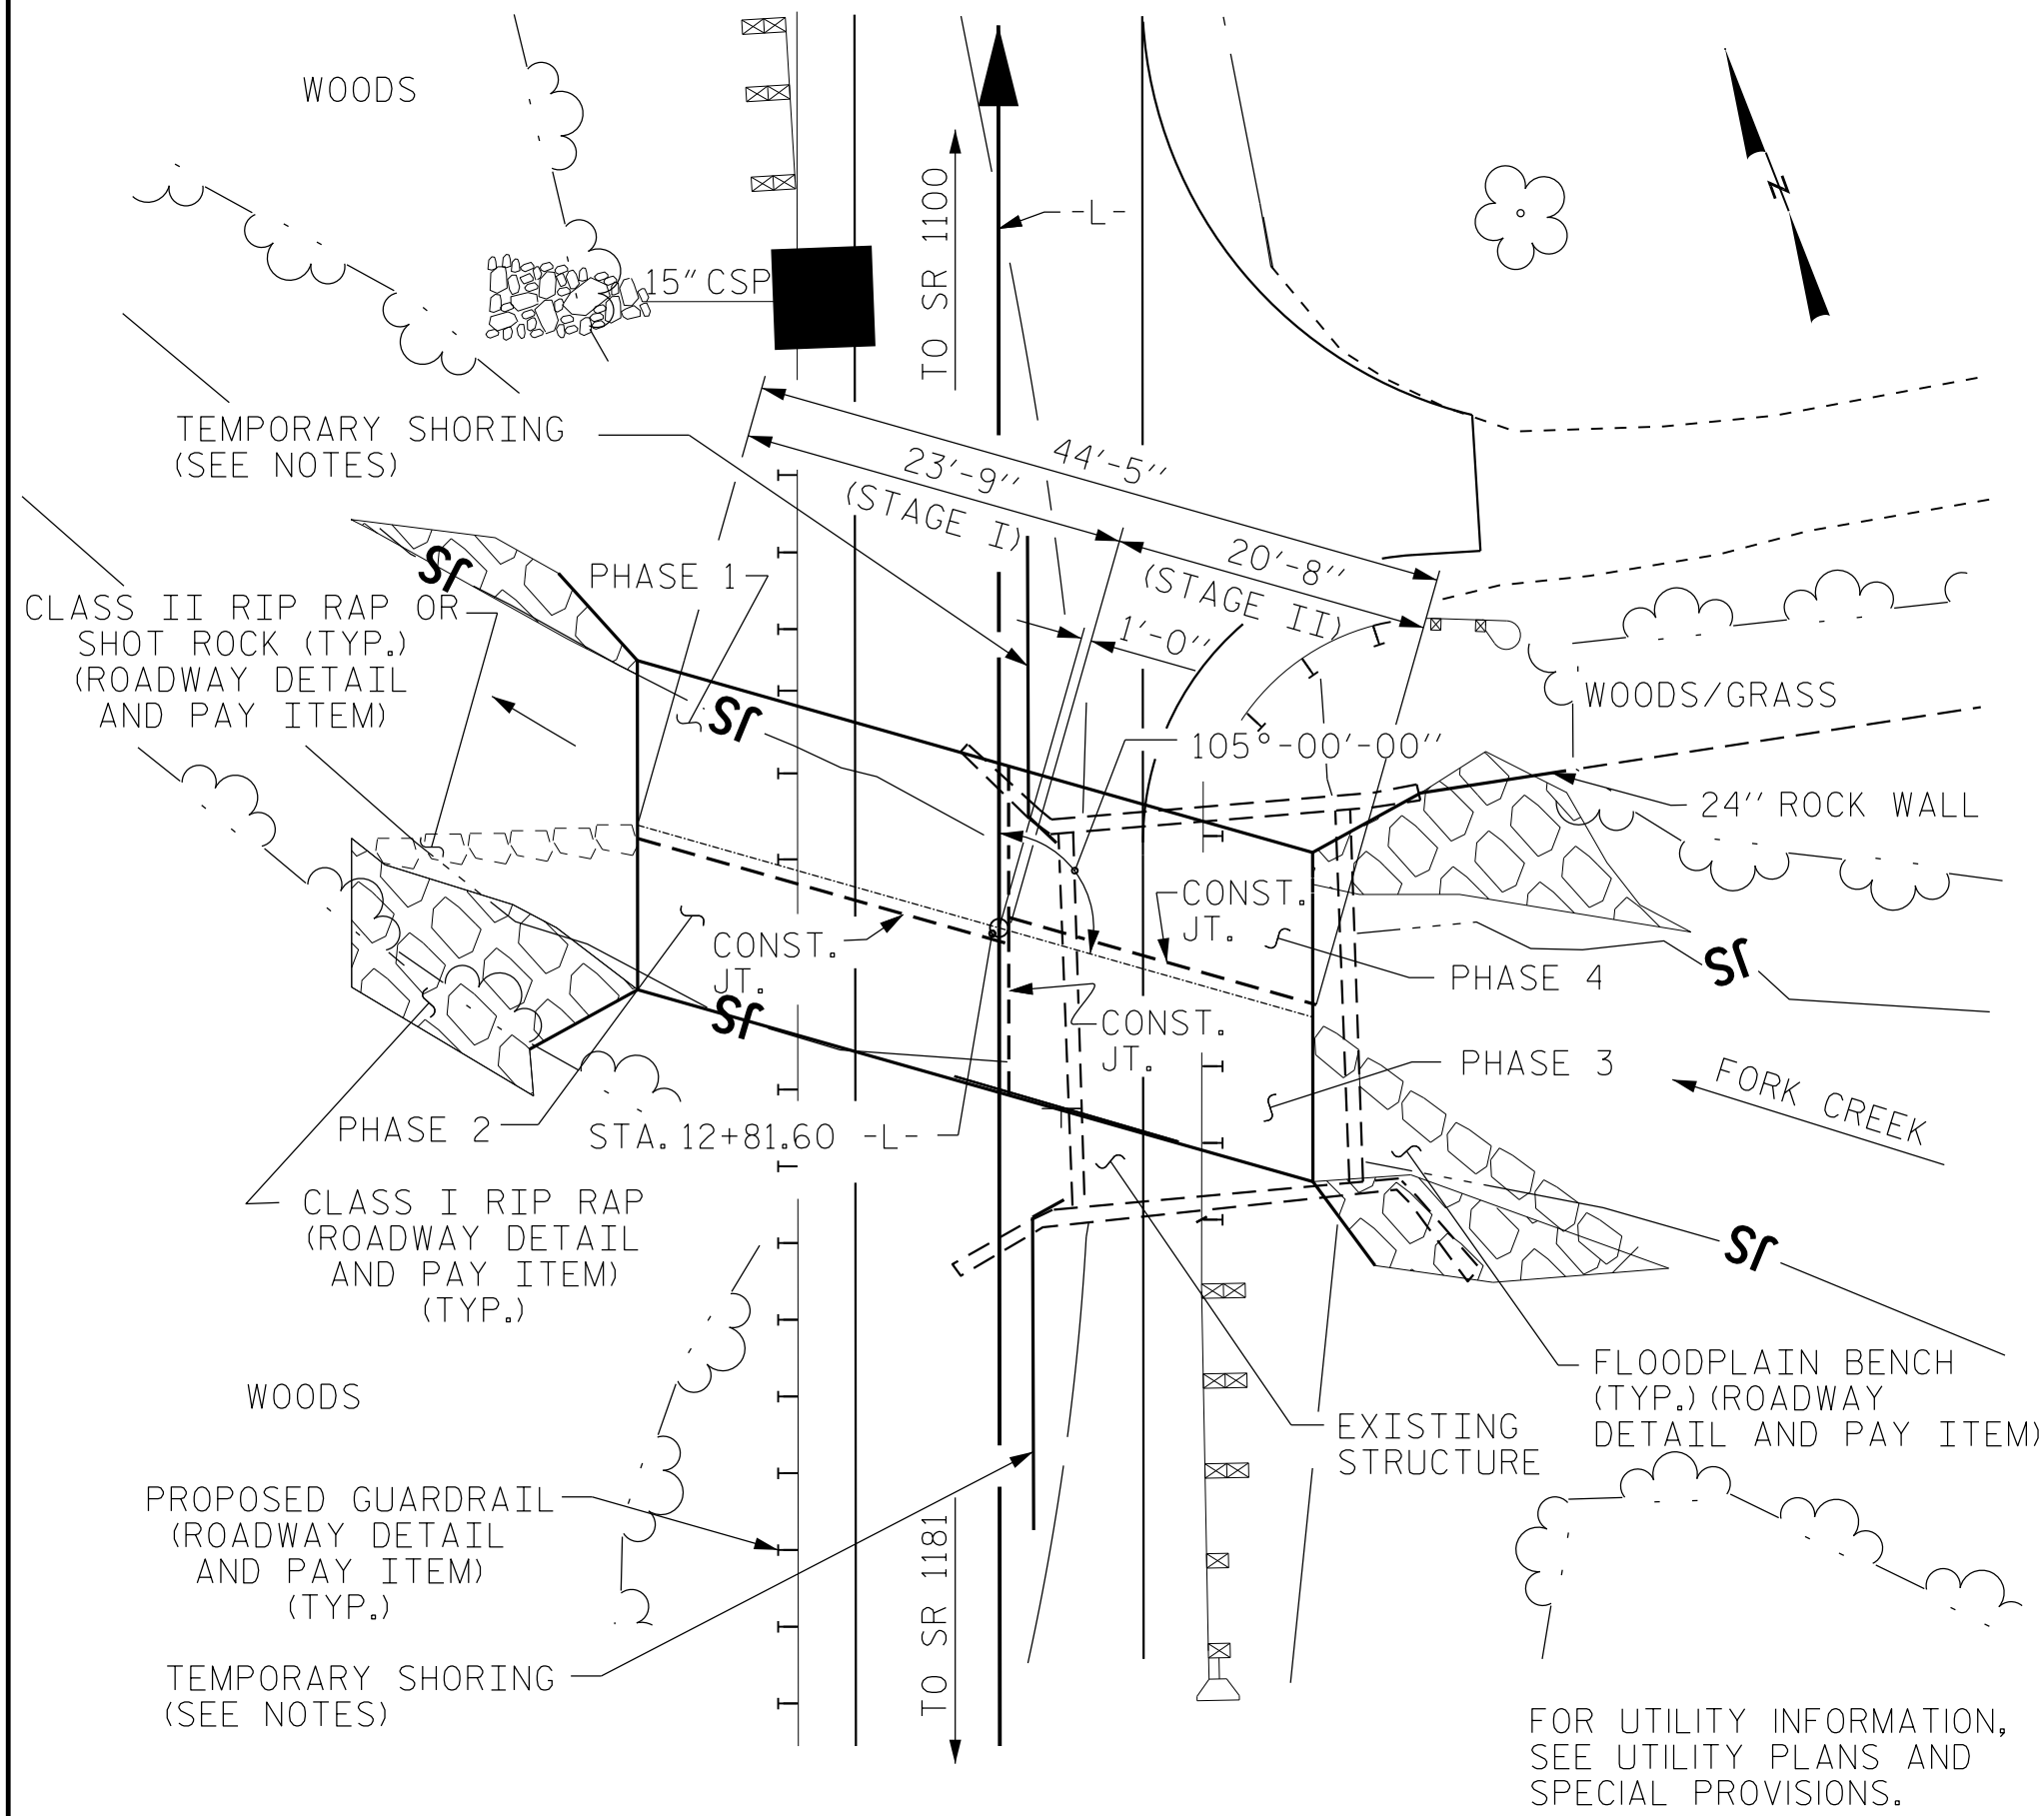 WOODS
15" CSP
TO SR 1100
-L-
N
TEMPORARY SHORING
(SEE NOTES)
44'-5"
23'-9"
(STAGE I)
20'-8"
(STAGE II)
1'-0"
PHASE 1
CLASS II RIP RAP OR
SHOT ROCK (TYP.)
(ROADWAY DETAIL
AND PAY ITEM)
JS
JS
WOODS/GRASS
105°-00'-00"
24" ROCK WALL
CONST.
JT.
CONST.
JT.
CONST.
JT.
JS
JS
PHASE 4
PHASE 3
FORK CREEK
PHASE 2
STA. 12+81.60 -L-
CLASS I RIP RAP
(ROADWAY DETAIL
AND PAY ITEM)
(TYP.)
JS
FLOODPLAIN BENCH
(TYP.) (ROADWAY
DETAIL AND PAY ITEM)
WOODS
EXISTING
STRUCTURE
PROPOSED GUARDRAIL
(ROADWAY DETAIL
AND PAY ITEM)
(TYP.)
TO SR 1181
TEMPORARY SHORING
(SEE NOTES)
FOR UTILITY INFORMATION,
SEE UTILITY PLANS AND
SPECIAL PROVISIONS.